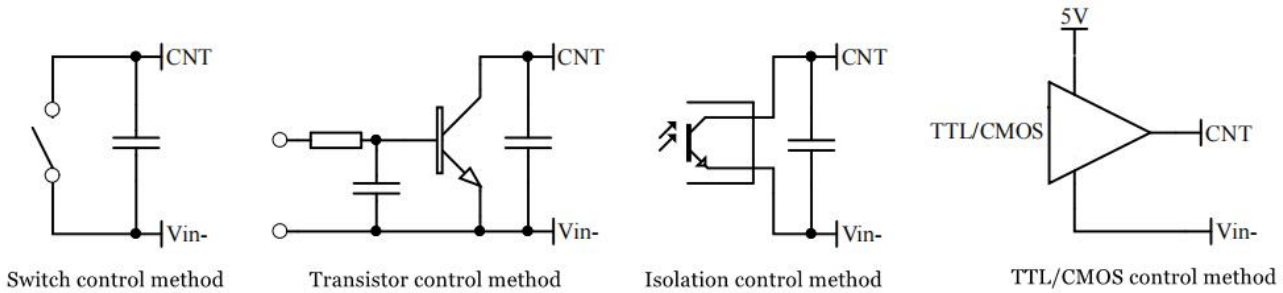 CNT
Vin-
Switch control method
CNT
Vin-
Transistor control method
CNT
Vin-
Isolation control method
5V
TTL/CMOS
CNT
Vin-
TTL/CMOS control method